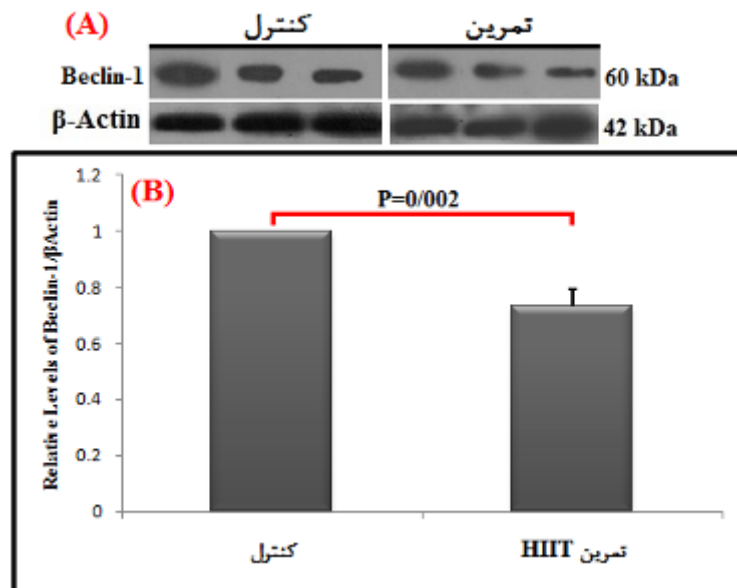 (A) کنترل تمرین
Beclin-1 60 kDa
β-Actin 42 kDa
(B)
P=0/002
Relative Levels of Beclin-1/βActin
1.2
1
0.8
0.6
0.4
0.2
0
کنترل تمرین HIIT